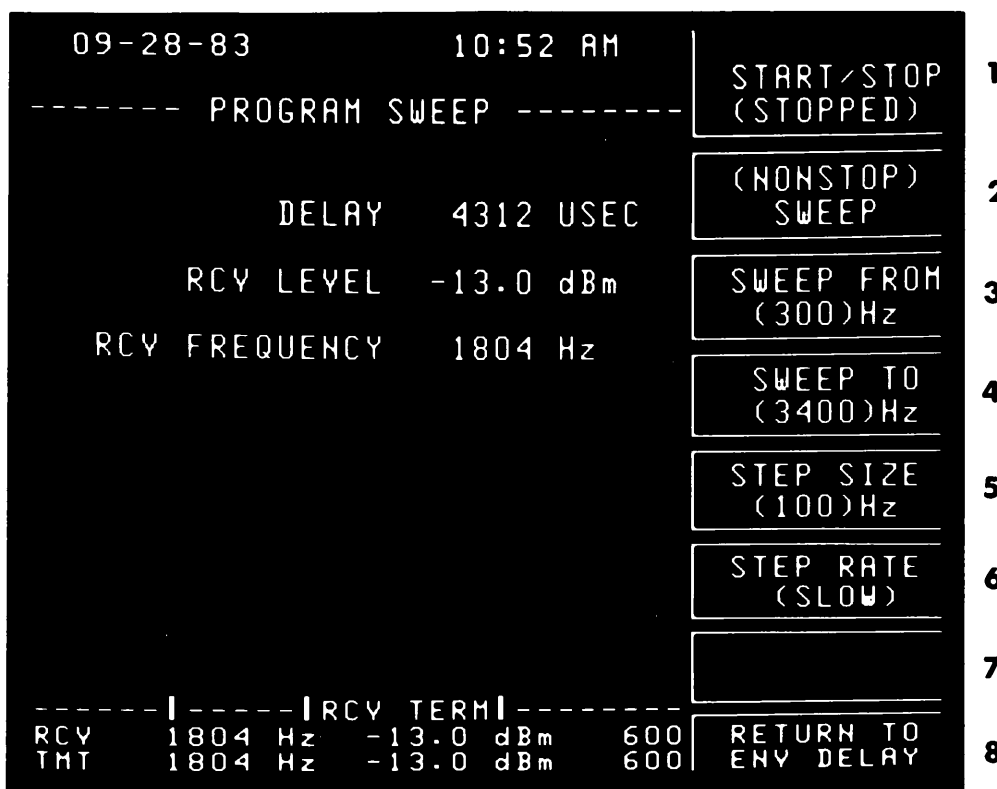 09-28-83 10:52 AM
------- PROGRAM SWEEP --------
DELAY 4312 USEC
RCV LEVEL -13.0 dBm
RCV FREQUENCY 1804 Hz
------|-----|RCV TERM|--------
RCV 1804 Hz -13.0 dBm 600
TMT 1804 Hz -13.0 dBm 600
START/STOP
(STOPPED)
1
(NONSTOP)
SWEEP
2
SWEEP FROM
(300)Hz
3
SWEEP TO
(3400)Hz
4
STEP SIZE
(100)Hz
5
STEP RATE
(SLOW)
6
7
RETURN TO
ENV DELAY
8